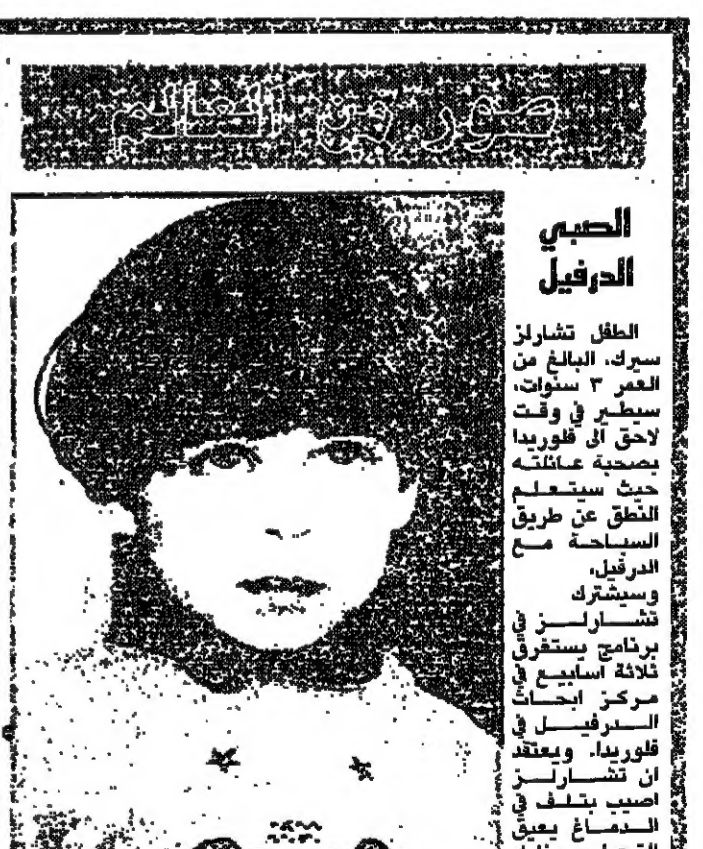 صور من العالم
الصبي
الدرفيل
الطفل تشارلز
سيرك، البالغ من
العمر ٣ سنوات،
سيطير في وقت
لاحق الى فلوريدا
بصحبة عائلته
حيث سيتعلم
النطق عن طريق
السباحة مع
الدرفيل،
وسيشترك
تشارلز في
برنامج يستغرق
ثلاثة اسابيع في
مركز ابحاث
الدرفيل في
فلوريدا. ويعتقد
ان تشارلز
اصيب بتلف في
الدماغ يعيق